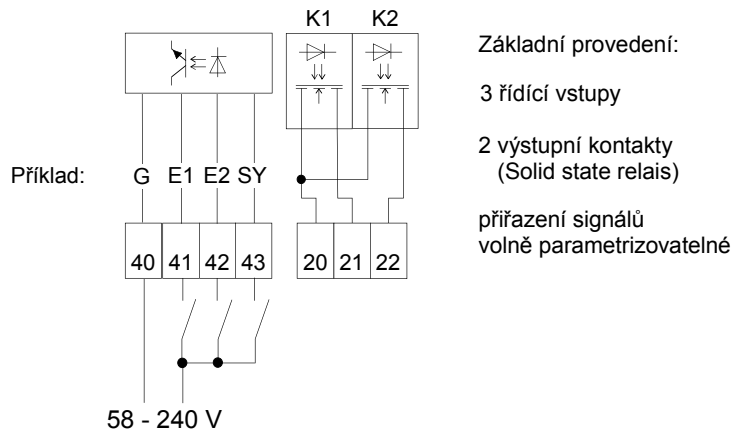 K1 K2
Základní provedení:
3 řídící vstupy
2 výstupní kontakty
(Solid state relais)
přiřazení signálů
volně parametrizovatelné
Příklad: G E1 E2 SY
40 41 42 43 20 21 22
58 - 240 V